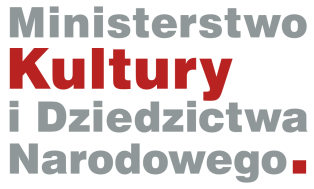 Ministerstwo
Kultury
i Dziedzictwa
Narodowego.